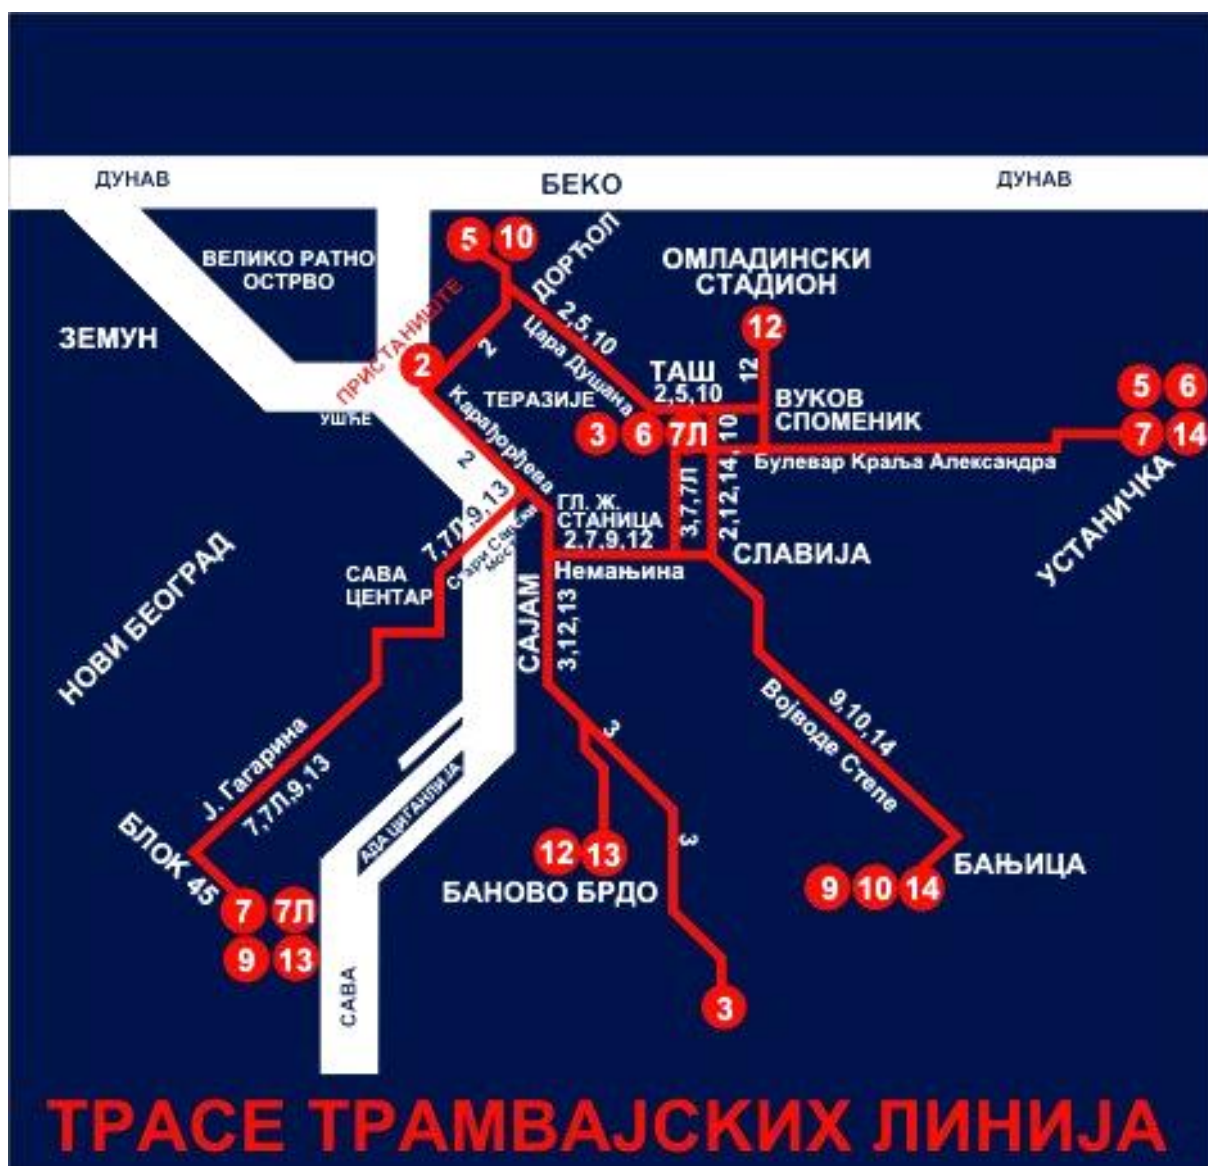 ДУНАВ
БЕКО
ДУНАВ
ВЕЛИКО РАТНО
ОСТРВО
ЗЕМУН
ПРИСТАНИШТЕ
УШЋЕ
5
10
ДОРЋОЛ
2,5,10
Цара Душана
2
2
Карађорђева
2
ТЕРАЗИЈЕ
3
6
7Л
ОМЛАДИНСКИ
СТАДИОН
12
12
ТАШ
2,5,10
ВУКОВ
СПОМЕНИК
Булевар Краља Александра
5
6
7
14
УСТАНИЧКА
3,7,7Л
2,12,14,10
ГЛ. Ж.
СТАНИЦА
2,7,9,12
Немањина
СЛАВИЈА
7,7Л,9,13
Стари Савски
мост
САВА
ЦЕНТАР
НОВИ БЕОГРАД
САЈАМ
3,12,13
3
3
3
Ј. Гагарина
7,7Л,9,13
БЛОК 45
7
7Л
9
13
АДА ЦИГАНЛИЈА
САВА
12
13
БАНОВО БРДО
9,10,14
Војводе Степе
9
10
14
БАЊИЦА
ТРАСЕ ТРАМВАЈСКИХ ЛИНИЈА